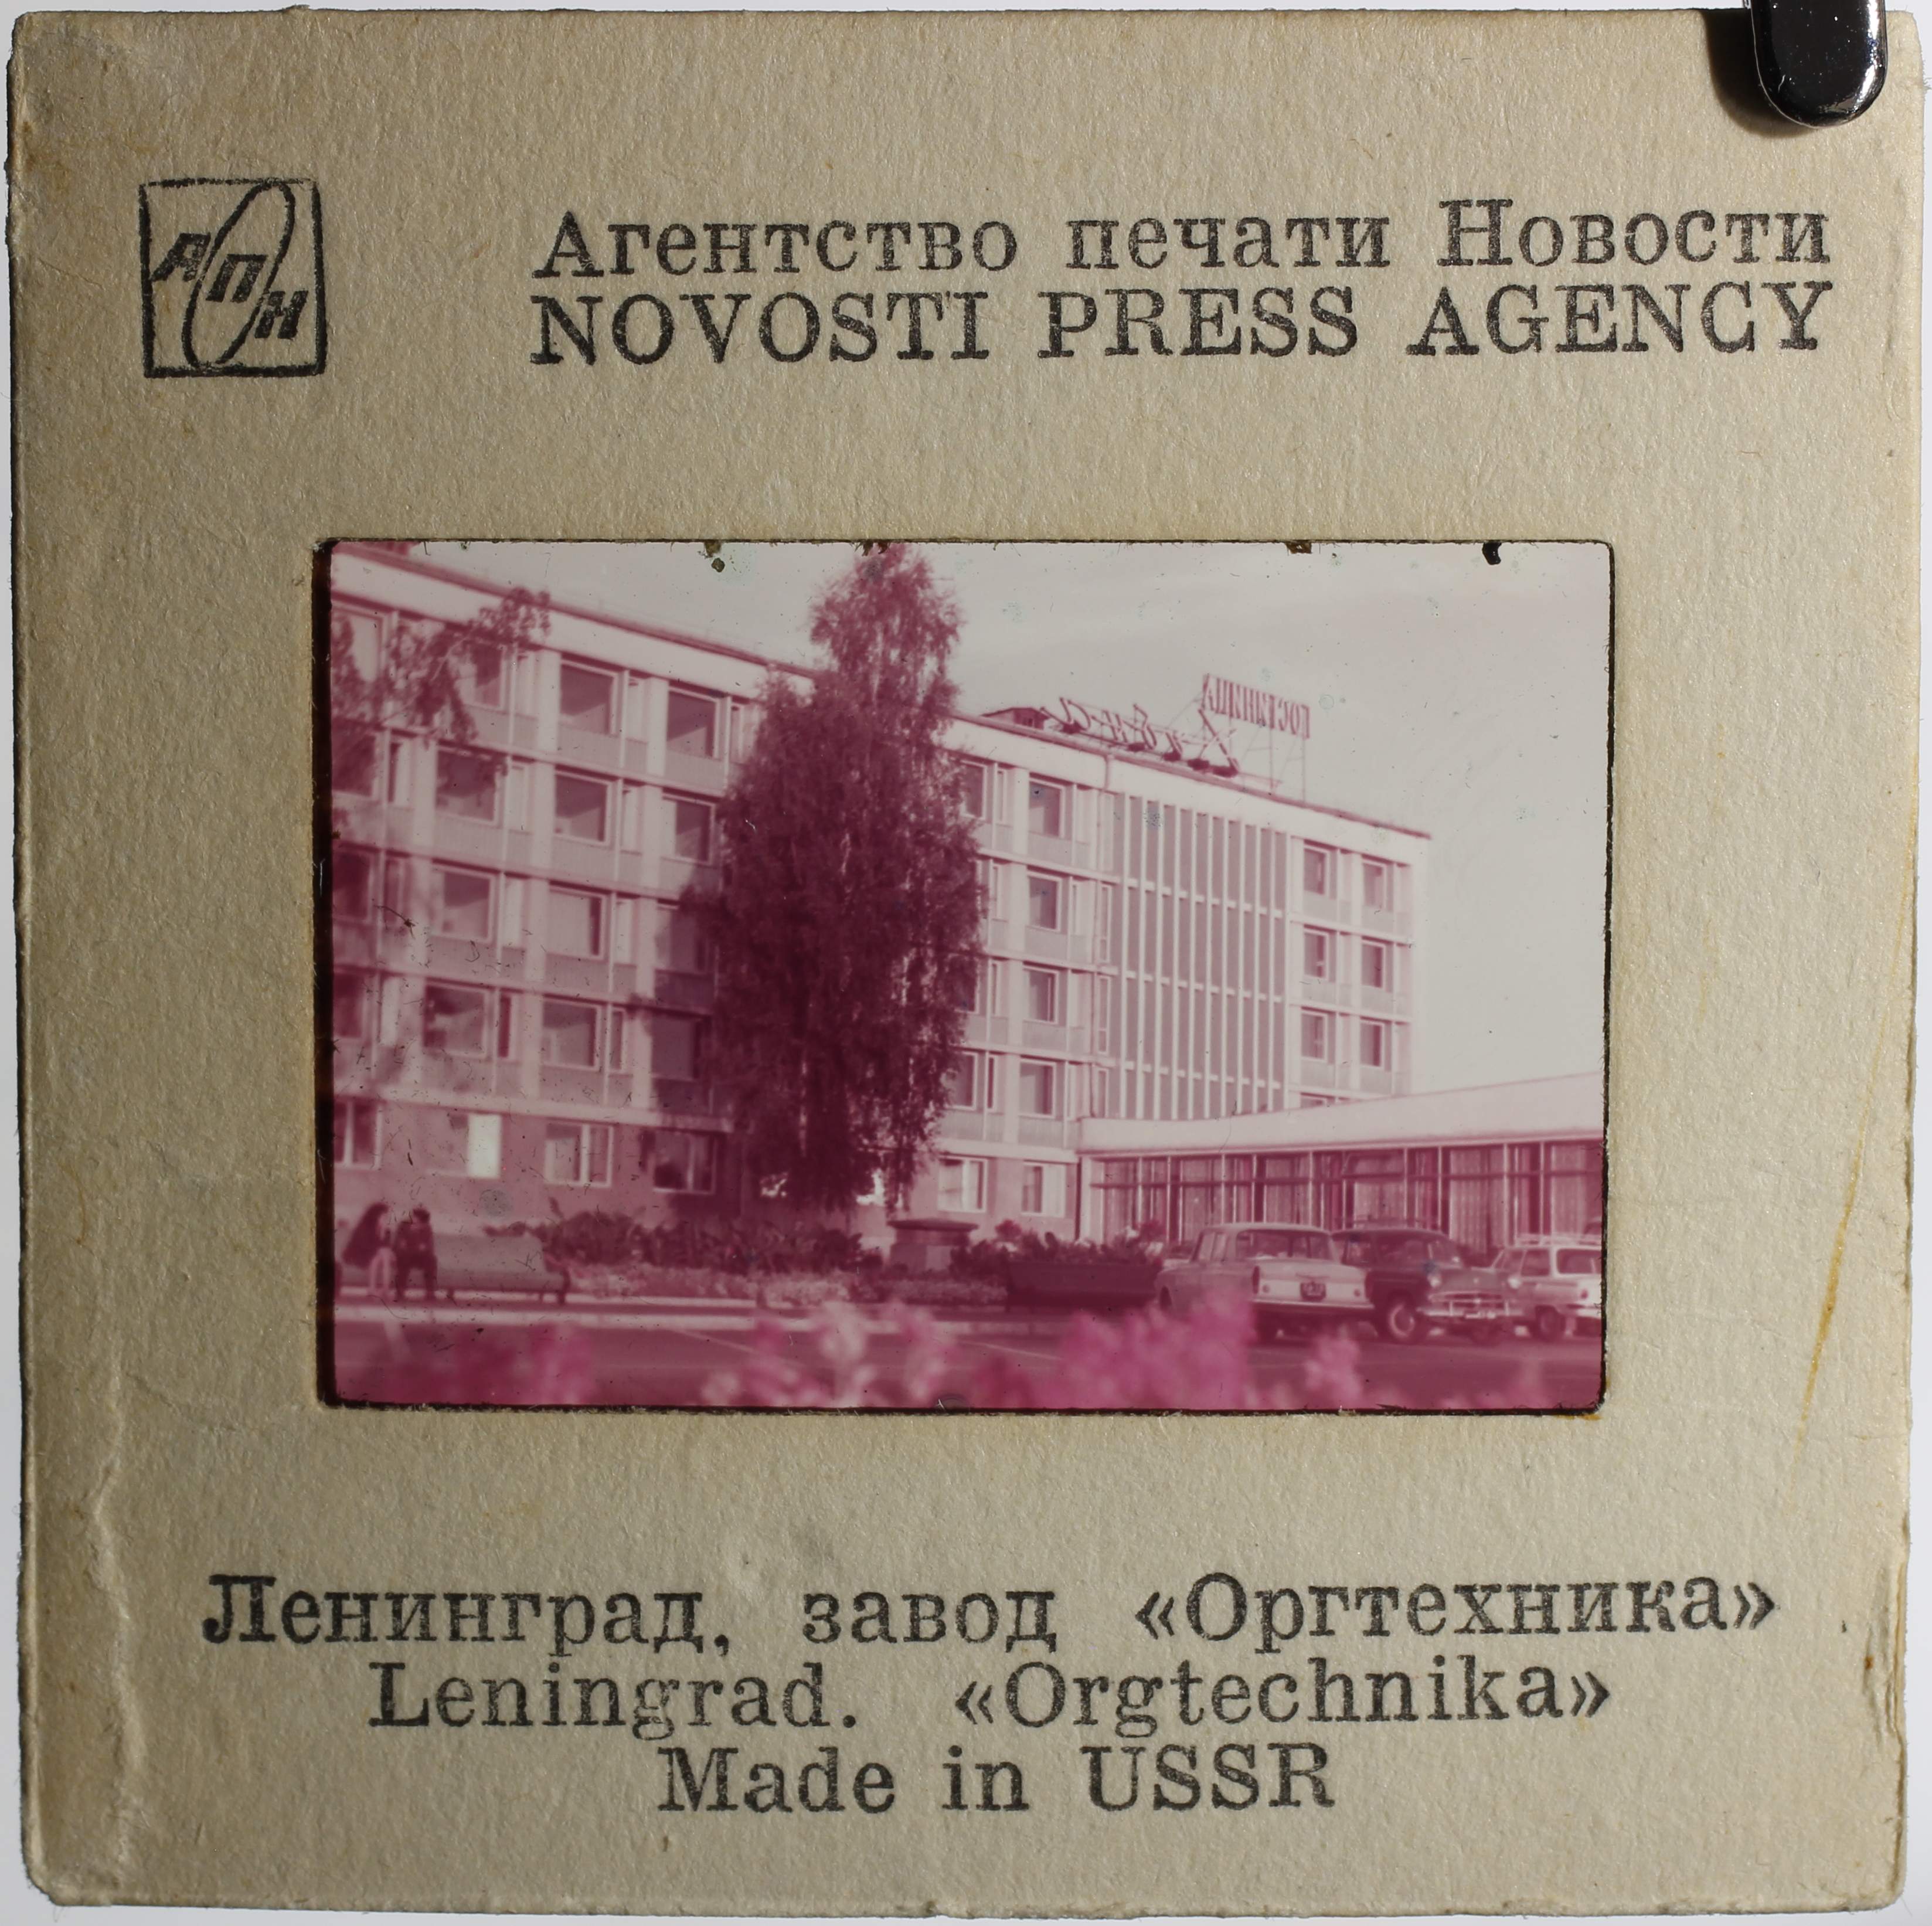 АПН
Агентство печати Новости
NOVOSTI PRESS AGENCY
ГОСТИНИЦА
Ленинград, завод «Оргтехника»
Leningrad. «Orgtechnika»
Made in USSR